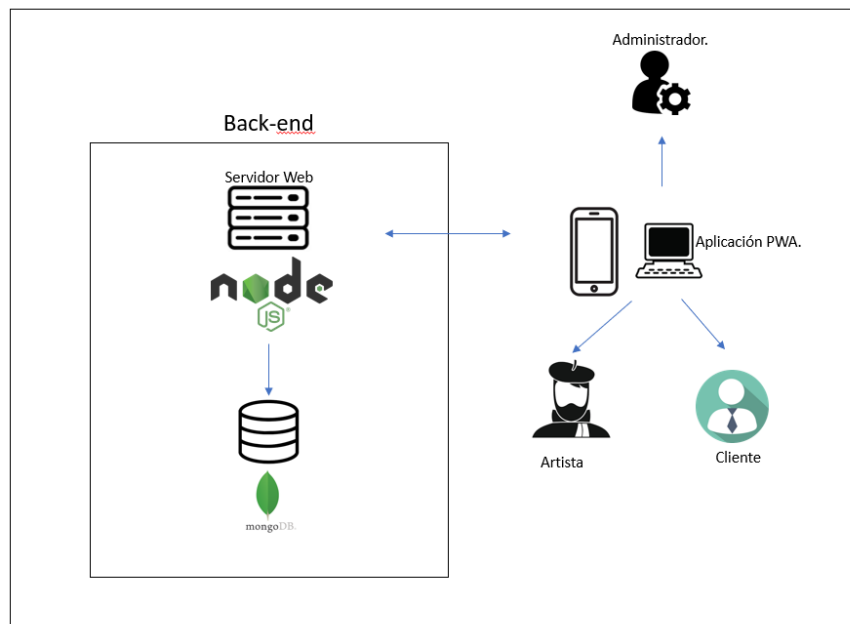 Administrador.
Back-end
Servidor Web
node
JS
Aplicación PWA.
Artista
Cliente
mongoDB.